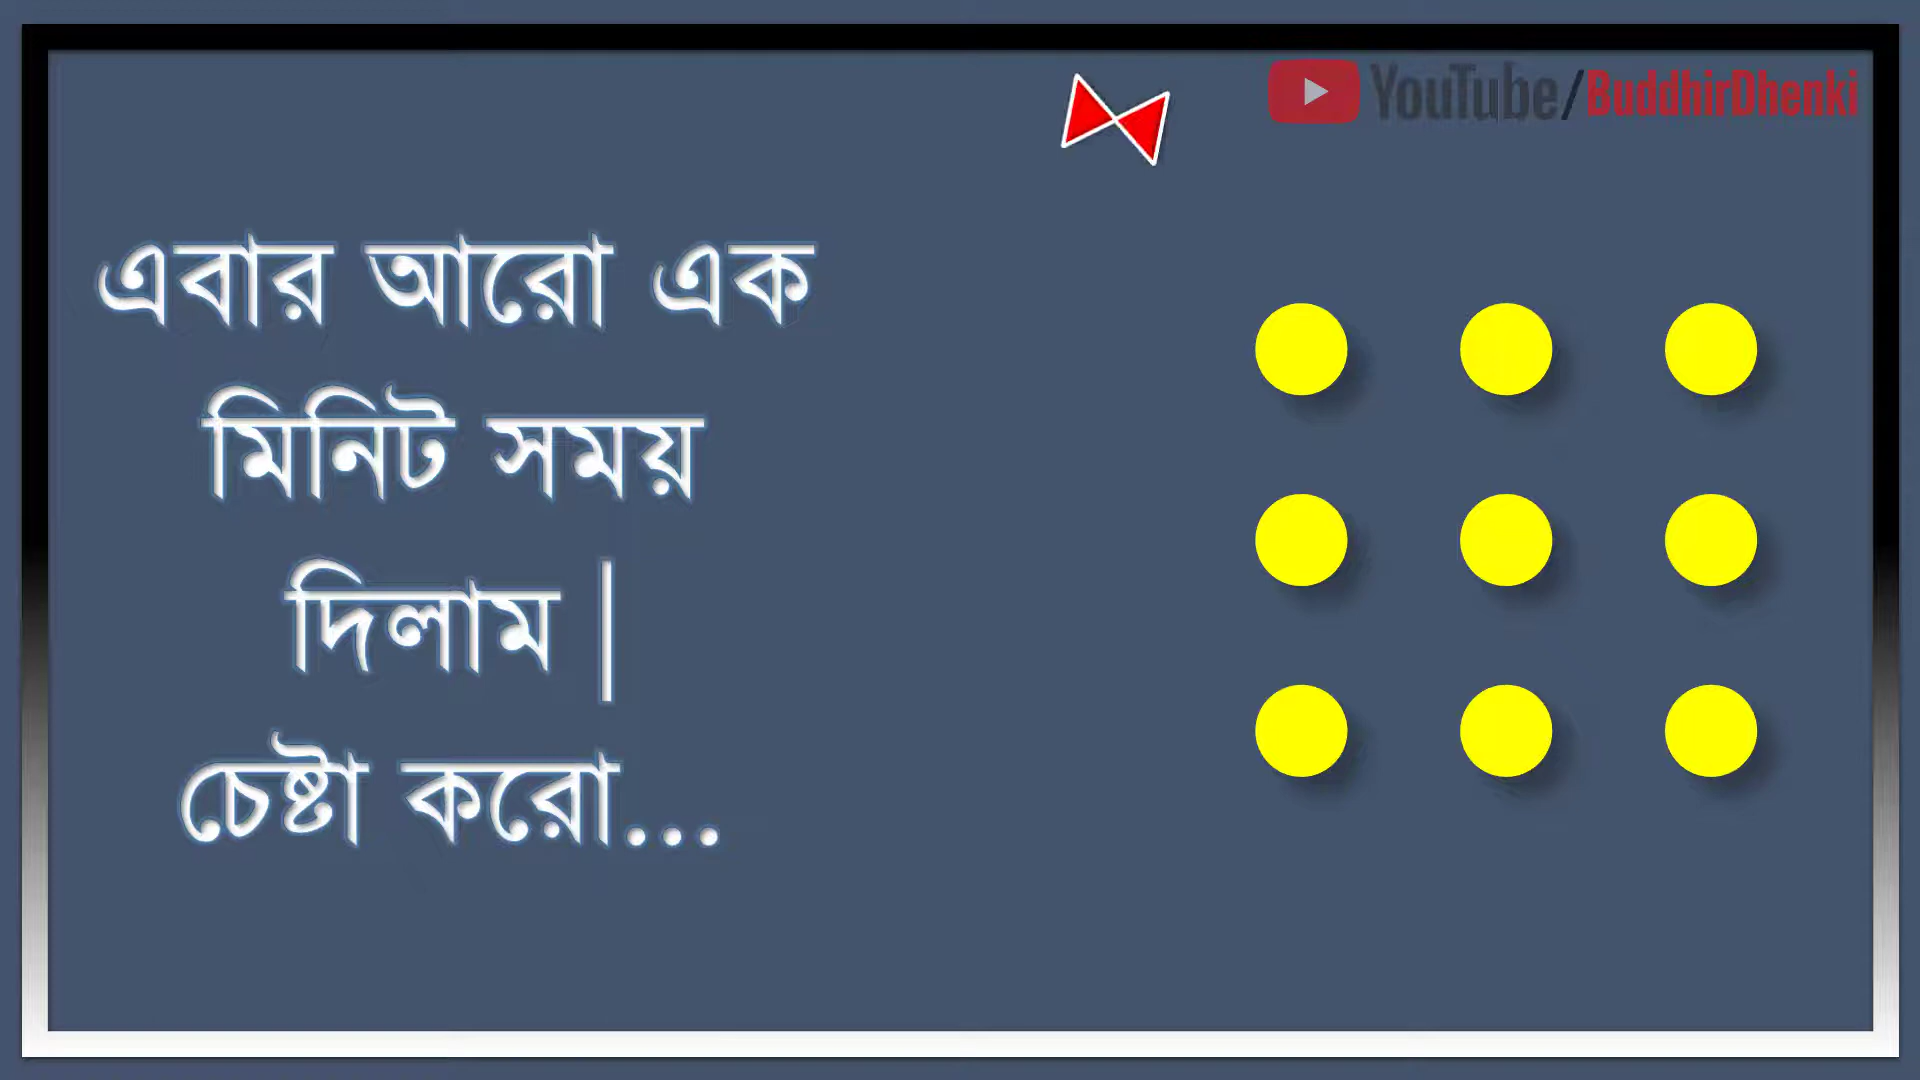 YouTube/BuddhirDhenki
এবার আরো এক
মিনিট সময়
দিলাম |
চেষ্টা করো...